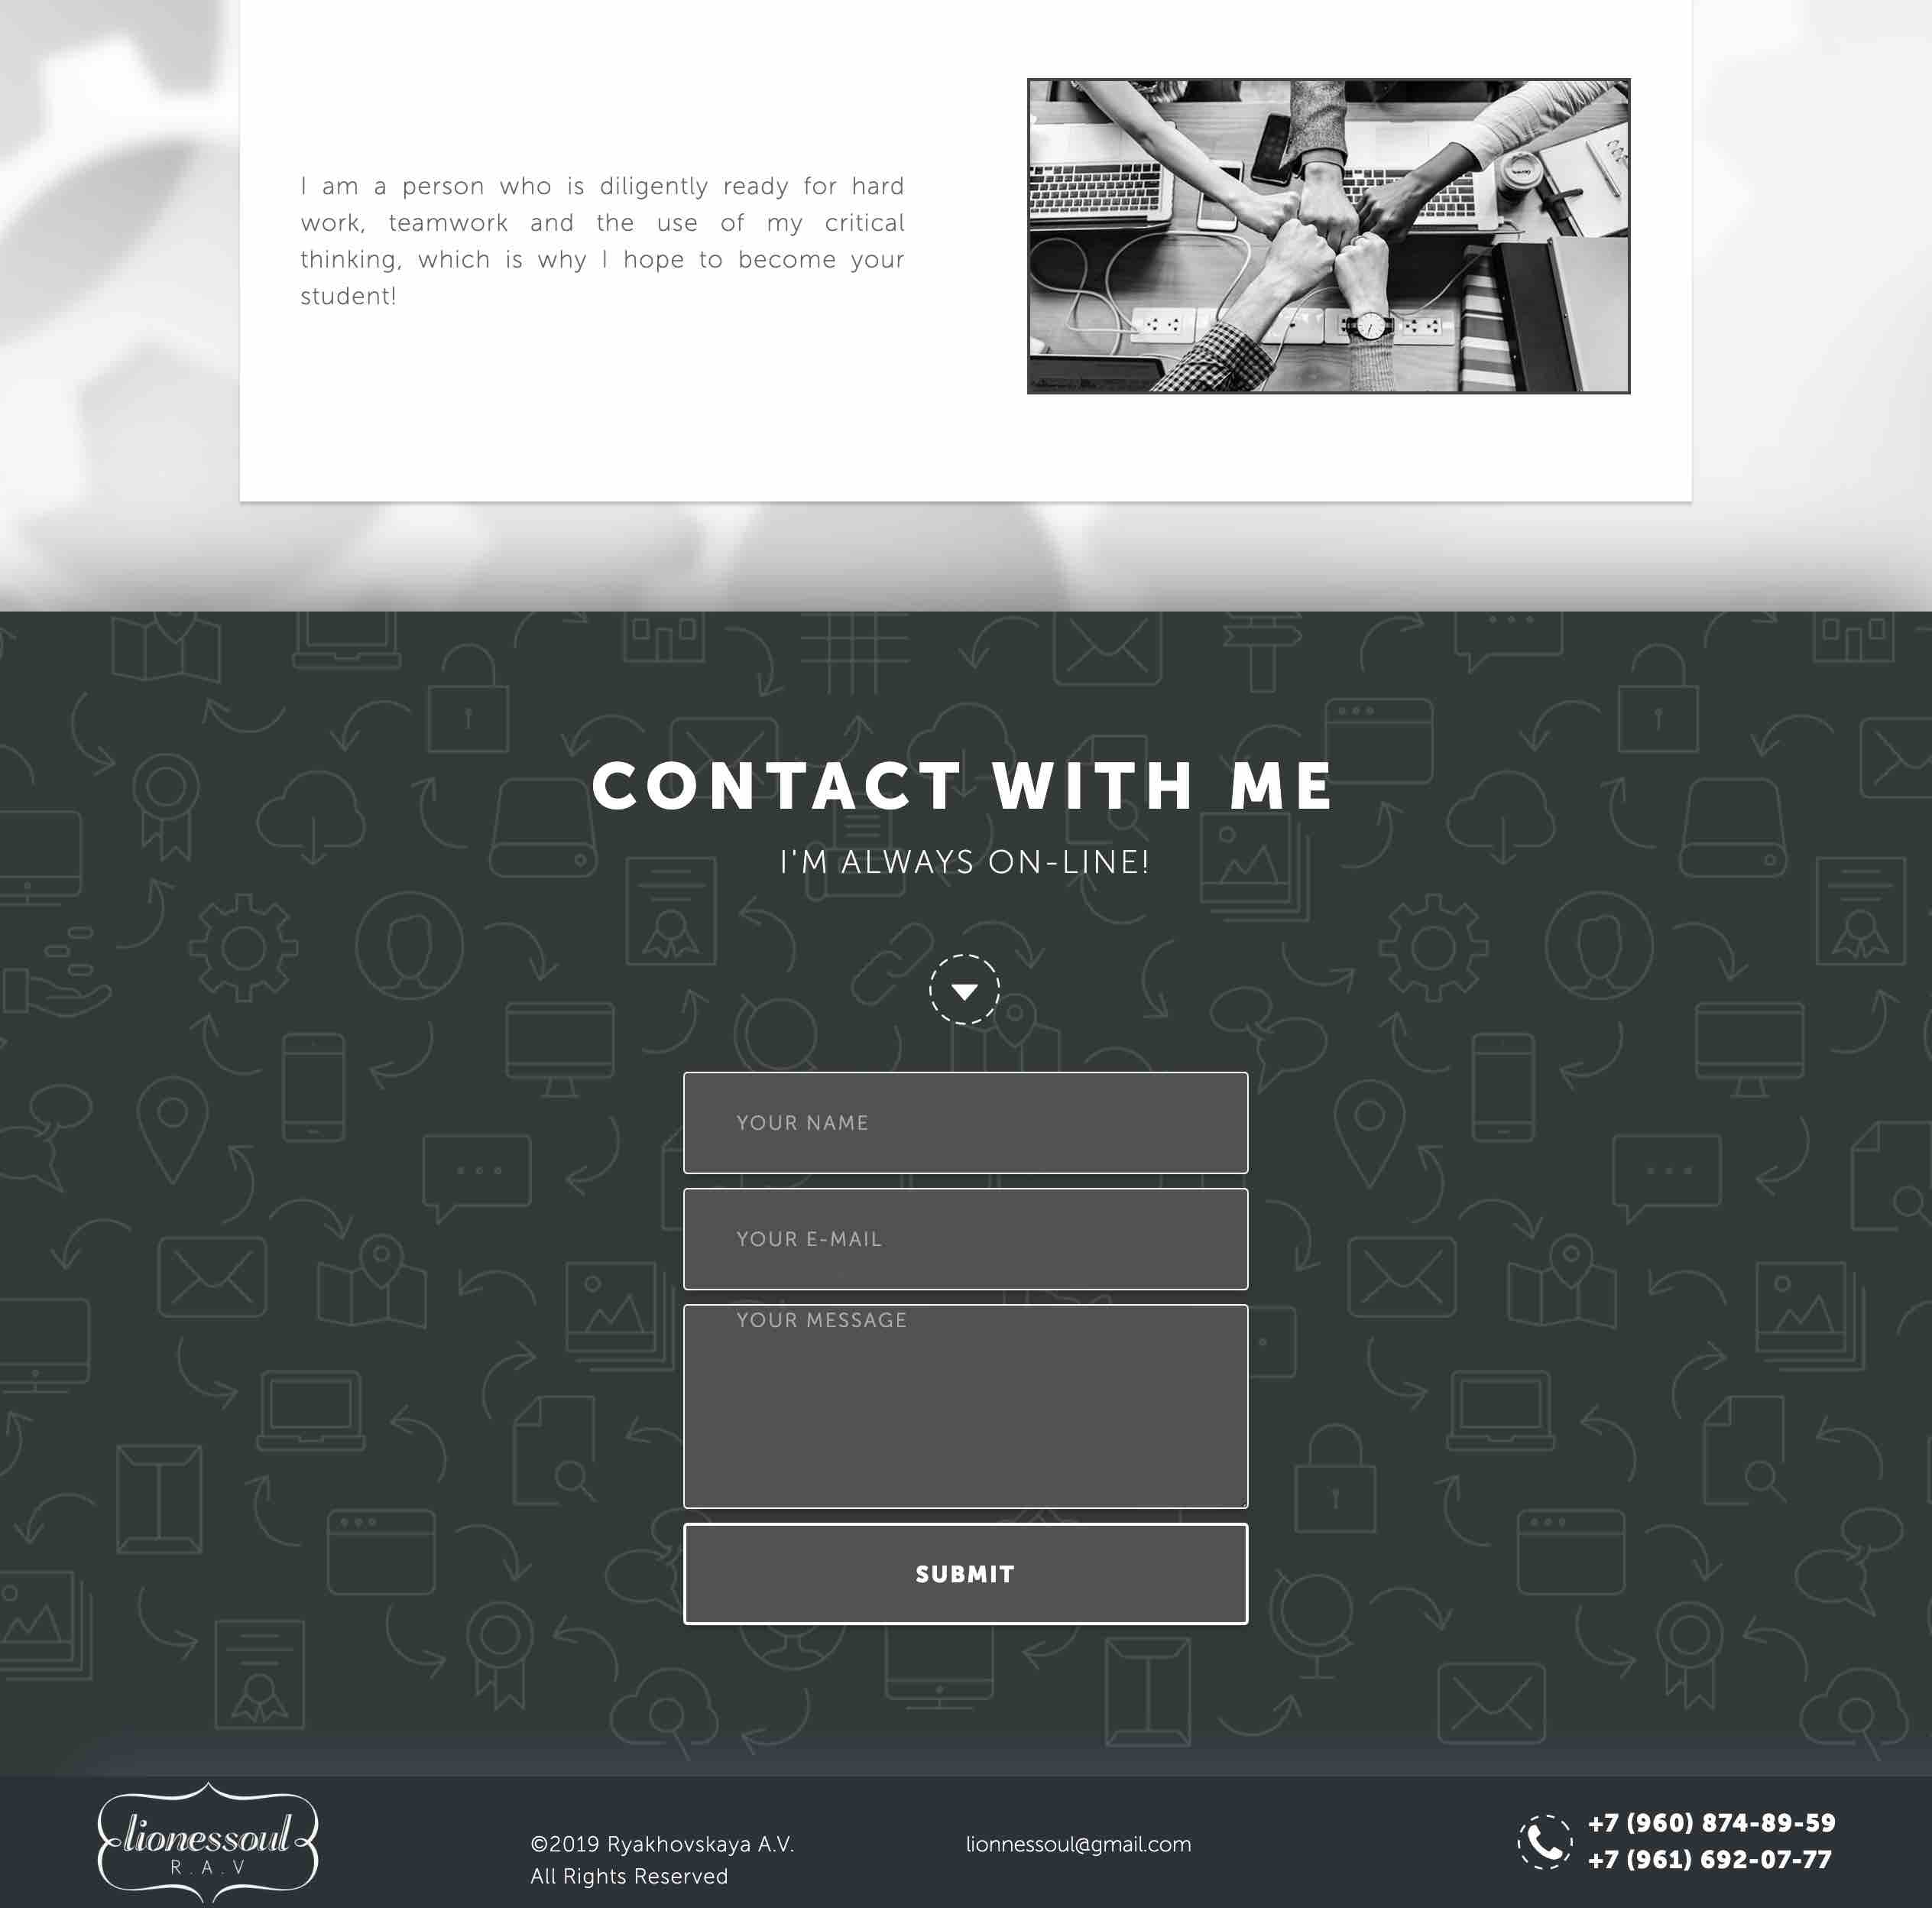 I am a person who is diligently ready for hard
work, teamwork and the use of my critical
thinking, which is why I hope to become your
student!
CONTACT WITH ME
I'M ALWAYS ON-LINE!
YOUR NAME
YOUR E-MAIL
YOUR MESSAGE
SUBMIT
lionessoul
R.A.V
©2019 Ryakhovskaya A.V.
All Rights Reserved
lionnessoul@gmail.com
+7 (960) 874-89-59
+7 (961) 692-07-77